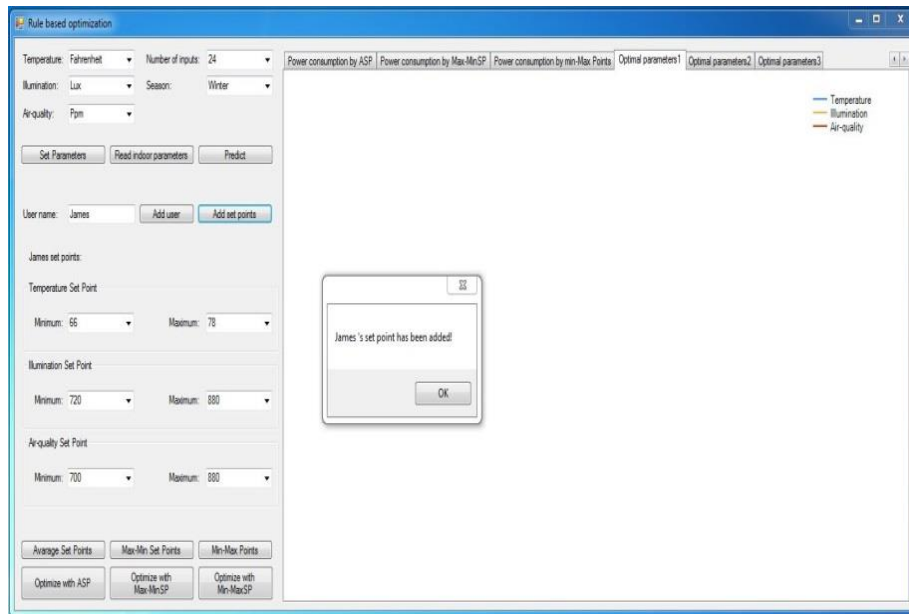 Rule based optimization
Temperature: Fahrenheit Number of inputs: 24
Illumination: Lux Season: Winter
Air-quality: Ppm
Set Parameters Read indoor parameters Predict
User name: James Add user Add set points
James set points:
Temperature Set Point
Minimum: 66 Maximum: 78
Illumination Set Point
Minimum: 720 Maximum: 880
Air-quality Set Point
Minimum: 700 Maximum: 880
Avarage Set Points Max-Min Set Points Min-Max Points
Optimize with ASP Optimize with Max-MinSP Optimize with Min-MaxSP
Power consumption by ASP Power consumption by Max-MinSP Power consumption by min-Max Points Optimal parameters1 Optimal parameters2 Optimal parameters3
Temperature
Illumination
Air-quality
James 's set point has been added!
OK